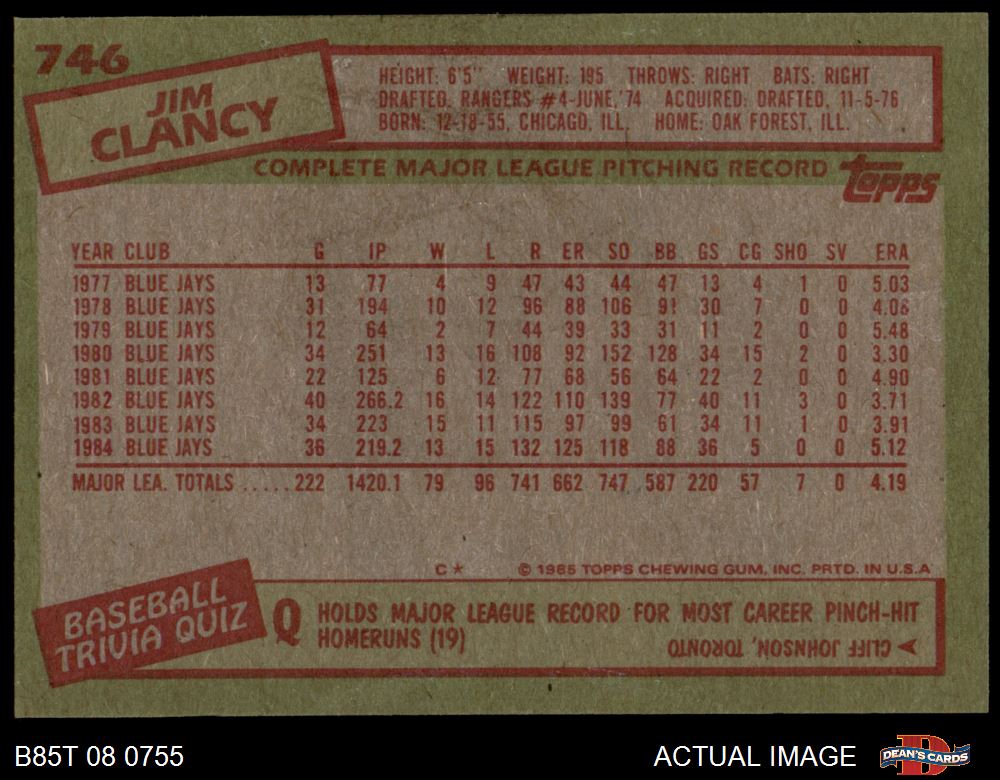 746
JIM
CLANCY
HEIGHT: 6'5" WEIGHT: 195 THROWS: RIGHT BATS: RIGHT
DRAFTED, RANGERS #4-JUNE,'74 ACQUIRED: DRAFTED, 11-5-76
BORN: 12-18-55, CHICAGO, ILL. HOME: OAK FOREST, ILL.
COMPLETE MAJOR LEAGUE PITCHING RECORD topps
YEAR CLUB G IP W L R ER SO BB GS CG SHO SV ERA
1977 BLUE JAYS 13 77 4 9 47 43 44 47 13 4 1 0 5.03
1978 BLUE JAYS 31 194 10 12 96 88 106 91 30 7 0 0 4.08
1979 BLUE JAYS 12 64 2 7 44 39 33 31 11 2 0 0 5.48
1980 BLUE JAYS 34 251 13 16 108 92 152 128 34 15 2 0 3.30
1981 BLUE JAYS 22 125 6 12 77 68 56 64 22 2 0 0 4.90
1982 BLUE JAYS 40 266.2 16 14 122 110 139 77 40 11 3 0 3.71
1983 BLUE JAYS 34 223 15 11 115 97 99 61 34 11 1 0 3.91
1984 BLUE JAYS 36 219.2 13 15 132 125 118 88 36 5 0 0 5.12
MAJOR LEA. TOTALS .....222 1420.1 79 96 741 662 747 587 220 57 7 0 4.19
C* © 1985 TOPPS CHEWING GUM, INC. PRTD. IN U.S.A
BASEBALL
TRIVIA QUIZ
Q HOLDS MAJOR LEAGUE RECORD FOR MOST CAREER PINCH-HIT
HOMERUNS (19)
CLIFF JOHNSON, TORONTO
B85T 08 0755 ACTUAL IMAGE DEAN'S CARDS